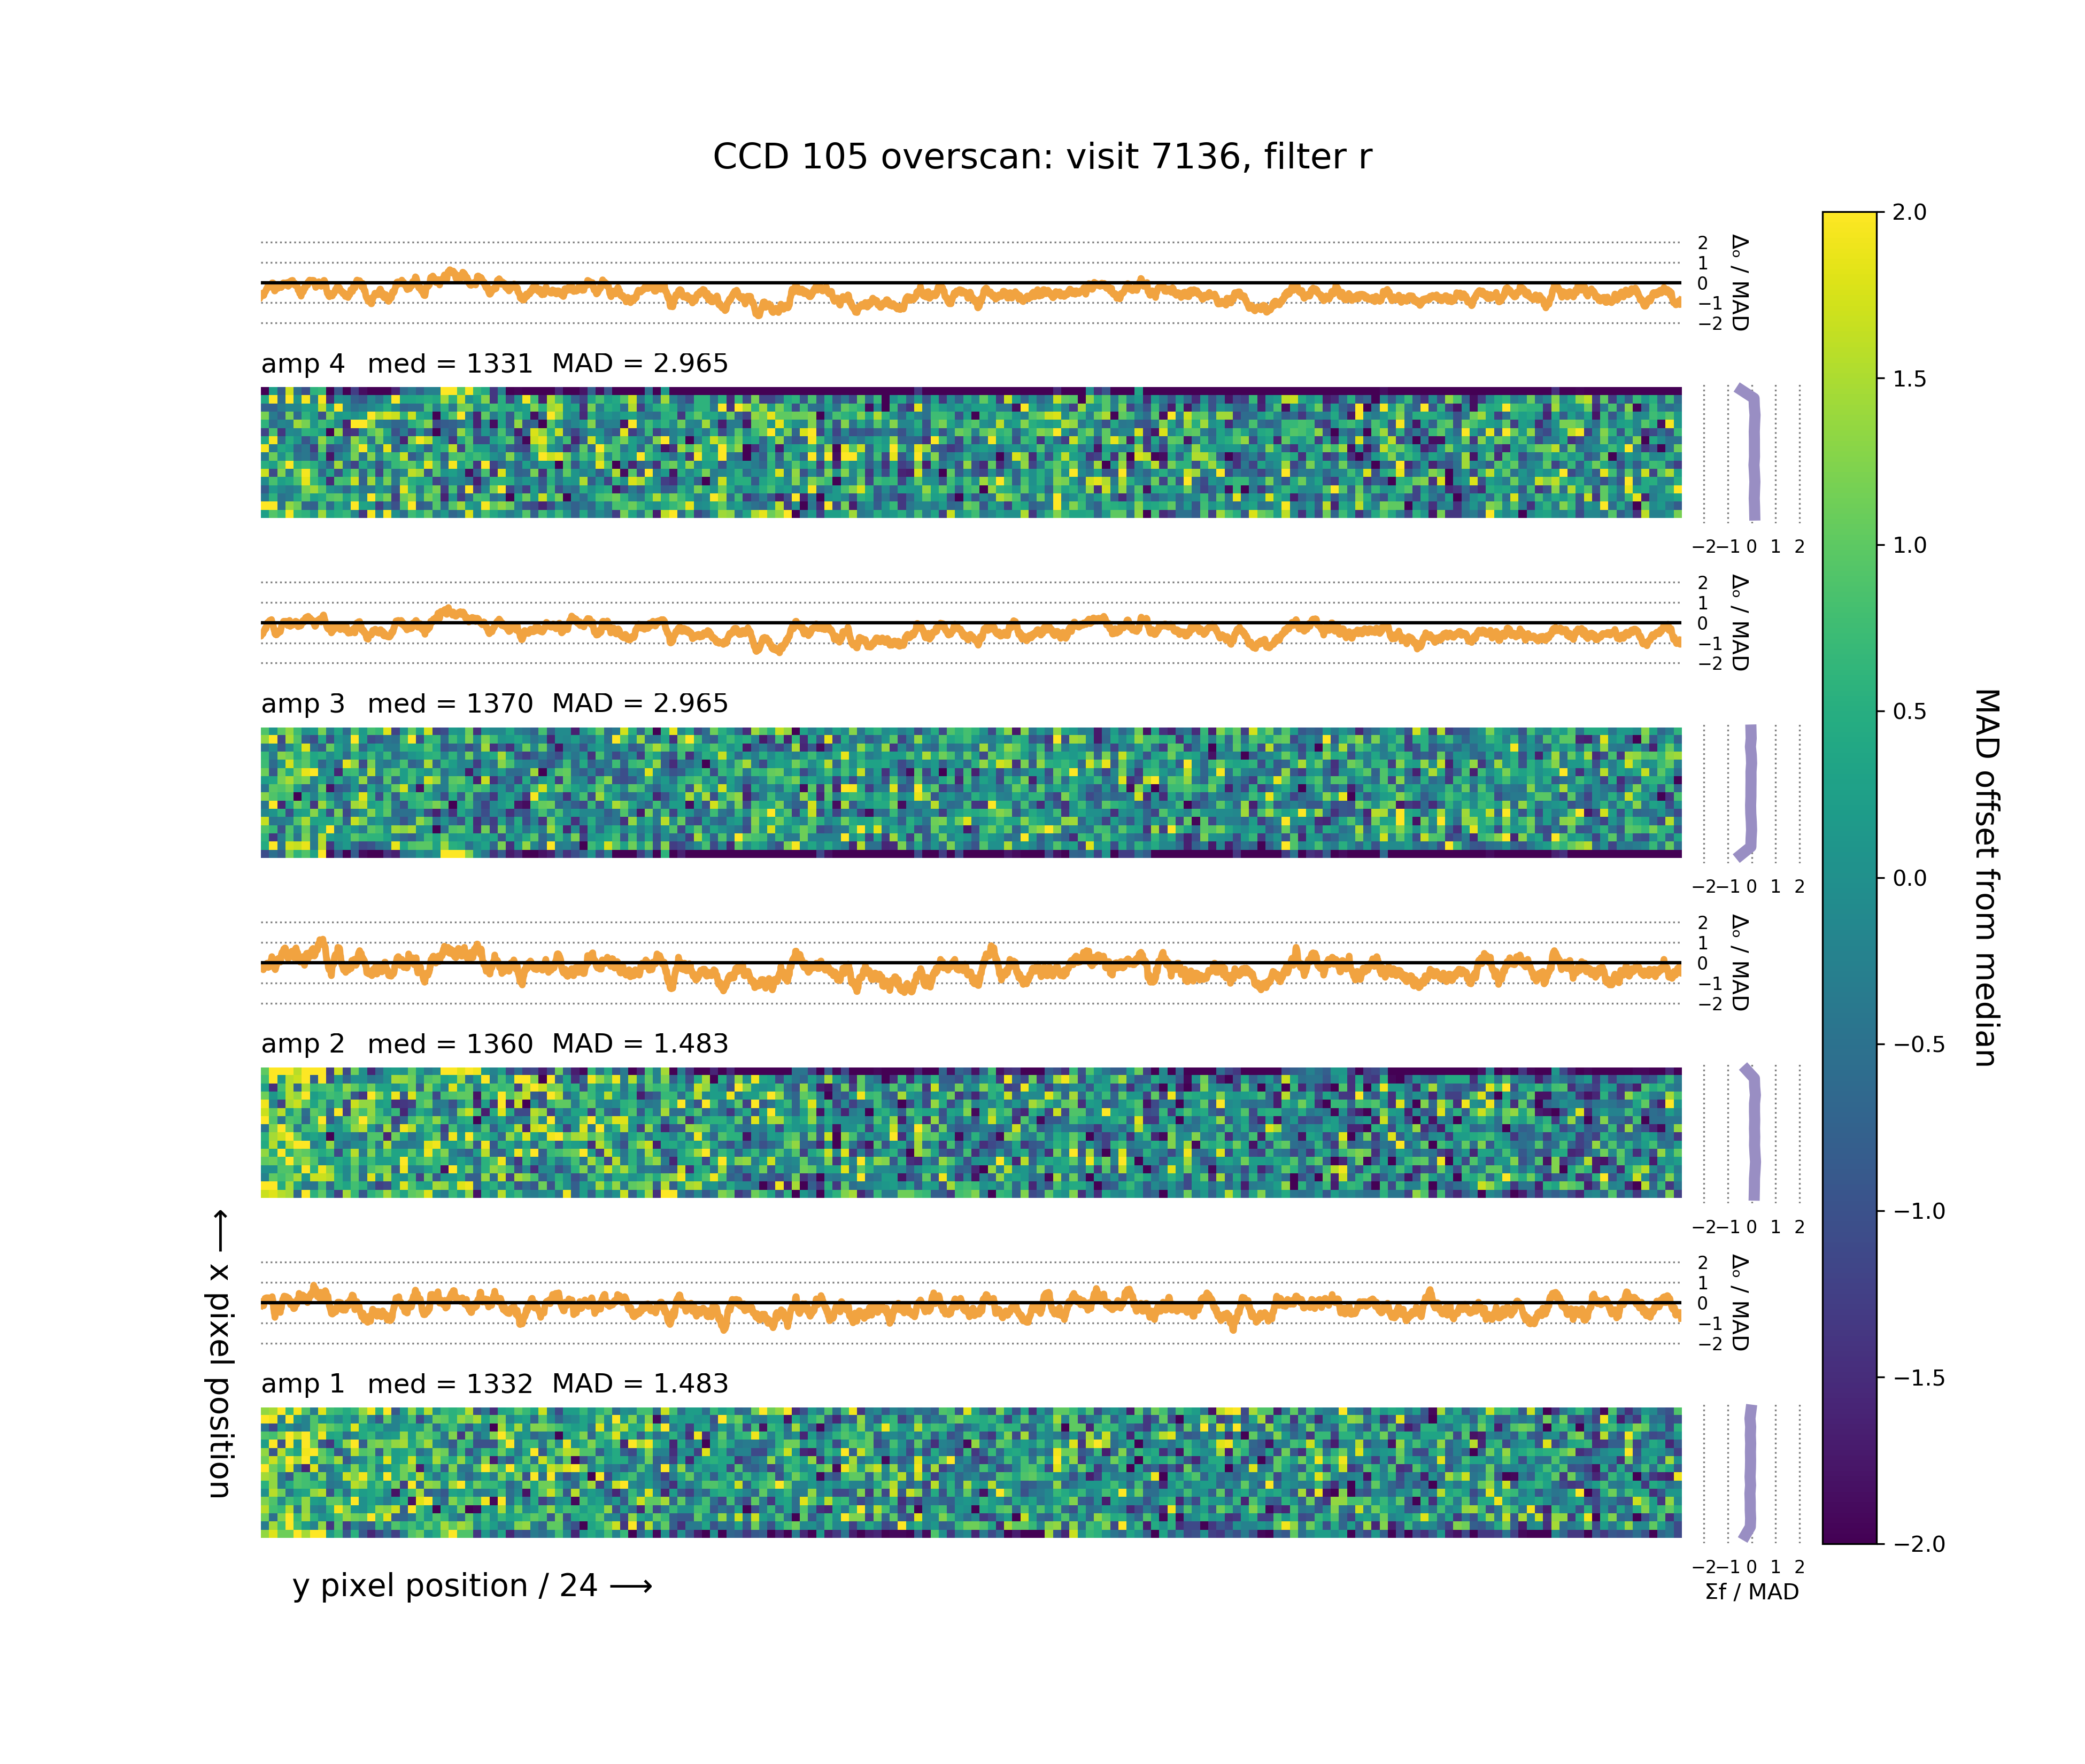 CCD 105 overscan: visit 7136, filter r
2
1
0
−1
−2
Δₒ / MAD
amp 4 med = 1331 MAD = 2.965
−2 −1 0 1 2
2
1
0
−1
−2
Δₒ / MAD
amp 3 med = 1370 MAD = 2.965
−2 −1 0 1 2
2
1
0
−1
−2
Δₒ / MAD
amp 2 med = 1360 MAD = 1.483
−2 −1 0 1 2
2
1
0
−1
−2
Δₒ / MAD
amp 1 med = 1332 MAD = 1.483
−2 −1 0 1 2
Σf / MAD
x pixel position ⟶
y pixel position / 24 ⟶
2.0
1.5
1.0
0.5
0.0
−0.5
−1.0
−1.5
−2.0
MAD offset from median